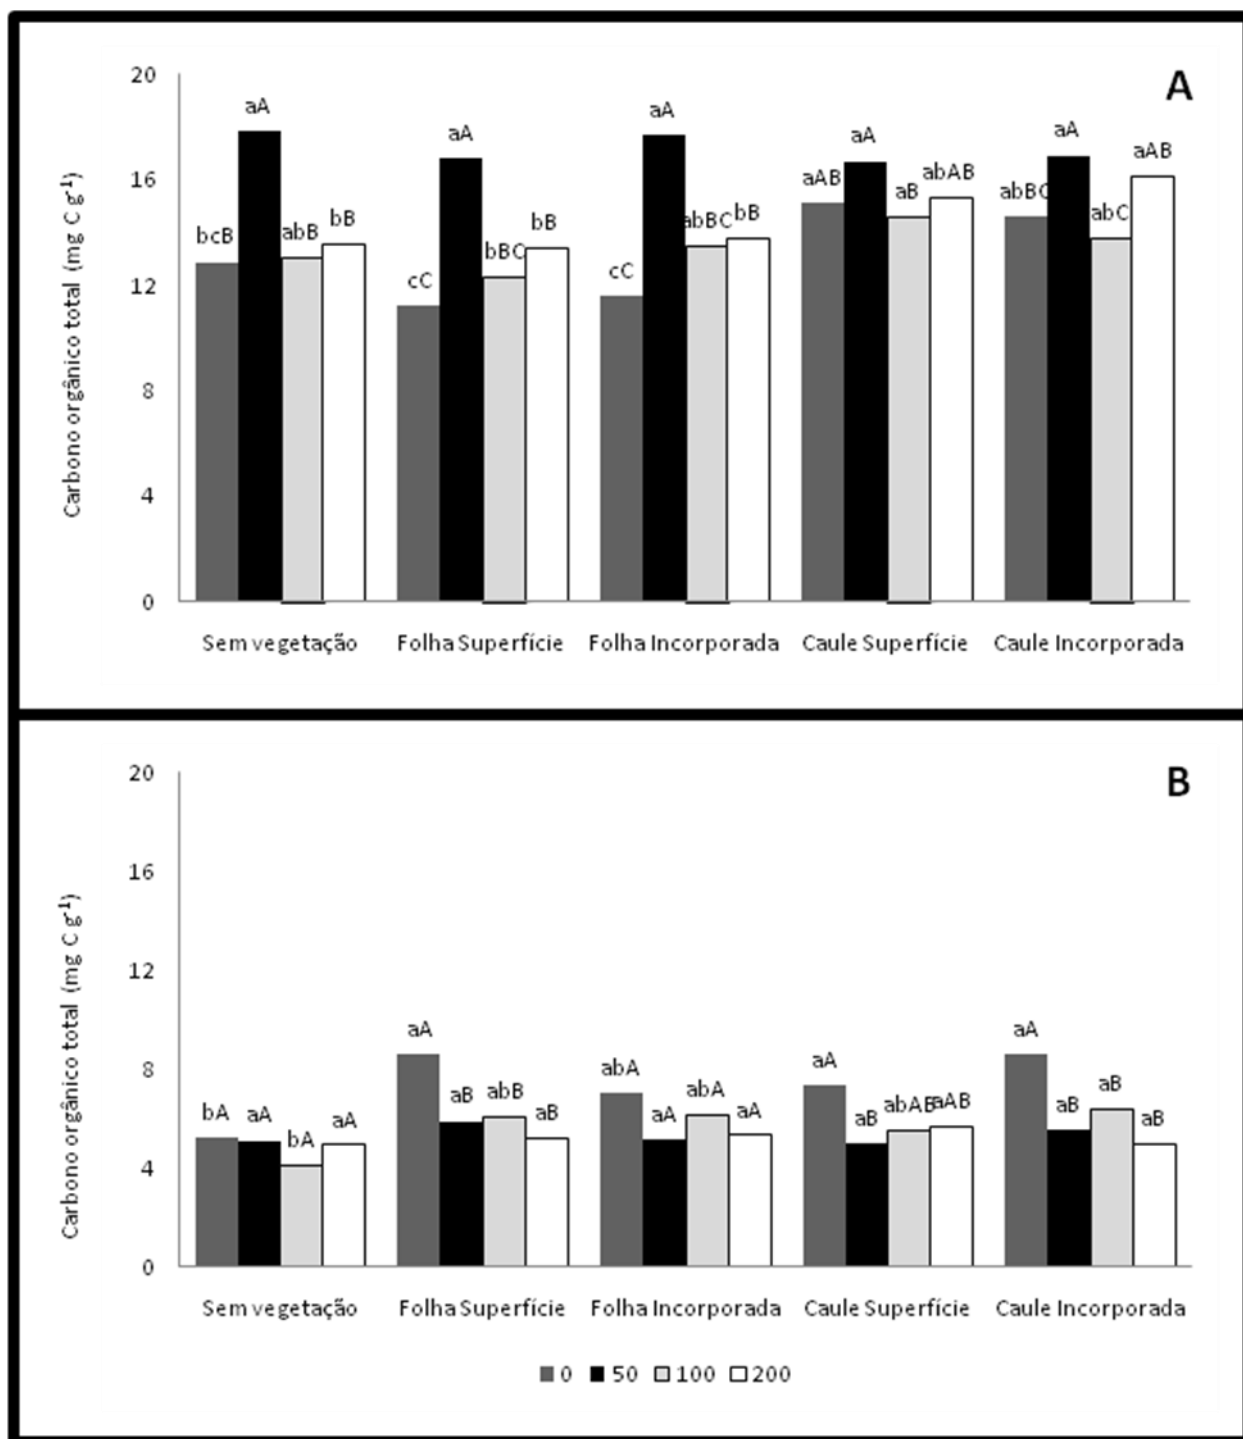 A
20
16
12
8
4
0
Carbono orgânico total (mg C g⁻¹)
bcB aA abB bB
cC aA bBC bB
cC aA abBC bB
aAB aA aB abAB
abBC aA abC aAB
Sem vegetação Folha Superfície Folha Incorporada Caule Superfície Caule Incorporada
B
20
16
12
8
4
0
Carbono orgânico total (mg C g⁻¹)
bA aA bA aA
aA aB abB aB
abA aA abA aA
aA aB abAB aAB
aA aB aB aB
Sem vegetação Folha Superfície Folha Incorporada Caule Superfície Caule Incorporada
0 50 100 200